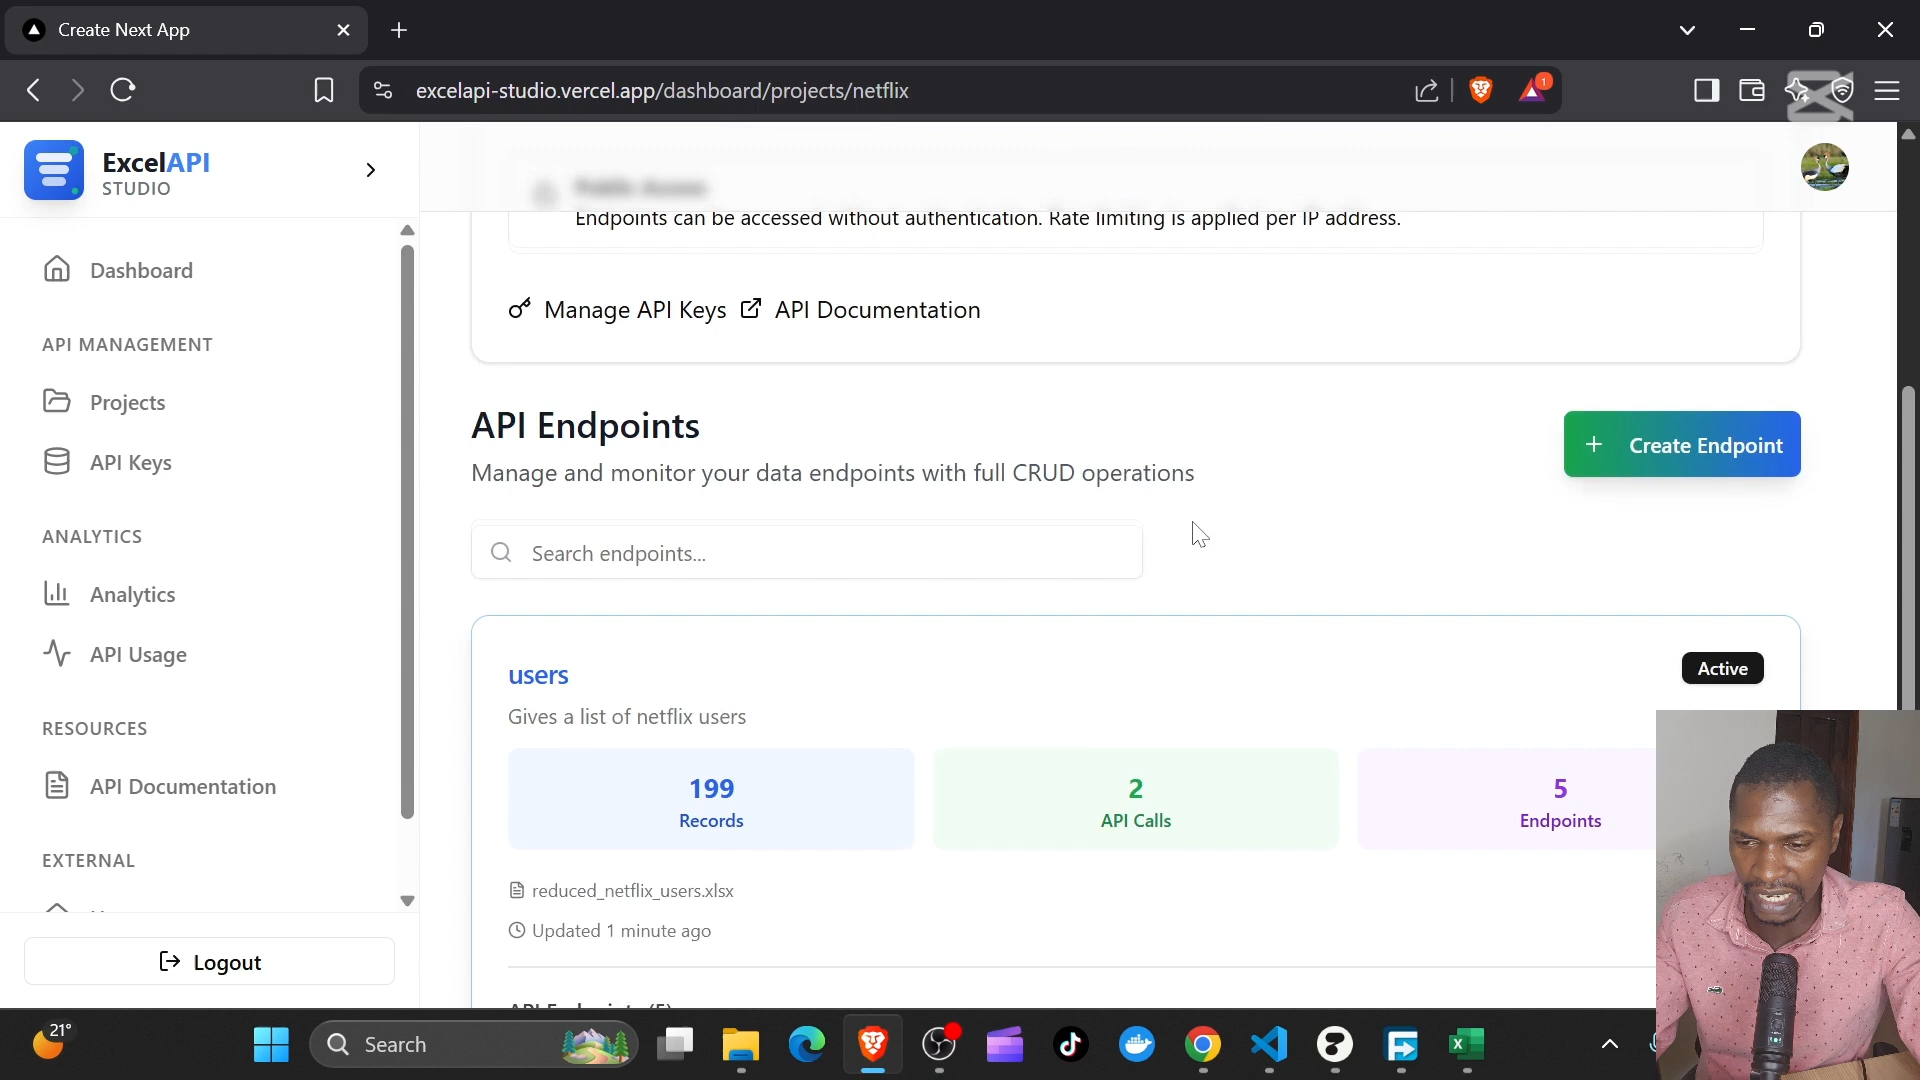 Create Next App
excelapi-studio.vercel.app/dashboard/projects/netflix
1
ExcelAPI
STUDIO
Public Access
Endpoints can be accessed without authentication. Rate limiting is applied per IP address.
Dashboard
Manage API Keys
API Documentation
API MANAGEMENT
Projects
API Keys
API Endpoints
Manage and monitor your data endpoints with full CRUD operations
Create Endpoint
ANALYTICS
Search endpoints...
Analytics
API Usage
users
Active
Gives a list of netflix users
RESOURCES
API Documentation
199
Records
2
API Calls
5
Endpoints
EXTERNAL
reduced_netflix_users.xlsx
Updated 1 minute ago
Logout
21°
Search